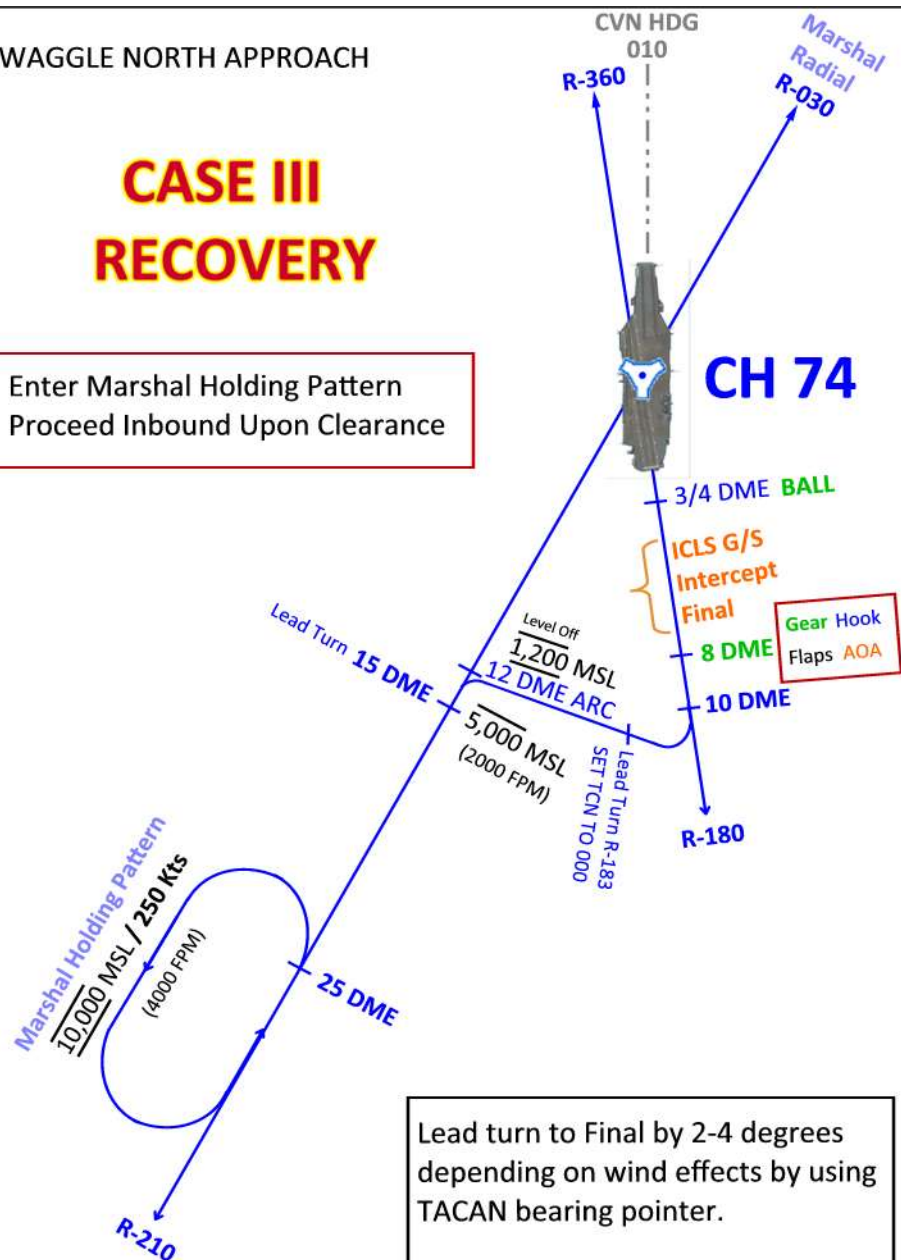 WAGGLE NORTH APPROACH
CVN HDG
010
Marshal
Radial
R-360
R-030
CASE III
RECOVERY
Enter Marshal Holding Pattern
Proceed Inbound Upon Clearance
CH 74
3/4 DME BALL
ICLS G/S
Intercept
Final
Gear Hook
Flaps AOA
8 DME
10 DME
Level Off
1,200 MSL
12 DME ARC
Lead Turn 15 DME
5,000 MSL
(2000 FPM)
Lead Turn R-183
SET TCN TO 000
R-180
Marshal Holding Pattern
10,000 MSL / 250 Kts
(4000 FPM)
25 DME
R-210
Lead turn to Final by 2-4 degrees
depending on wind effects by using
TACAN bearing pointer.